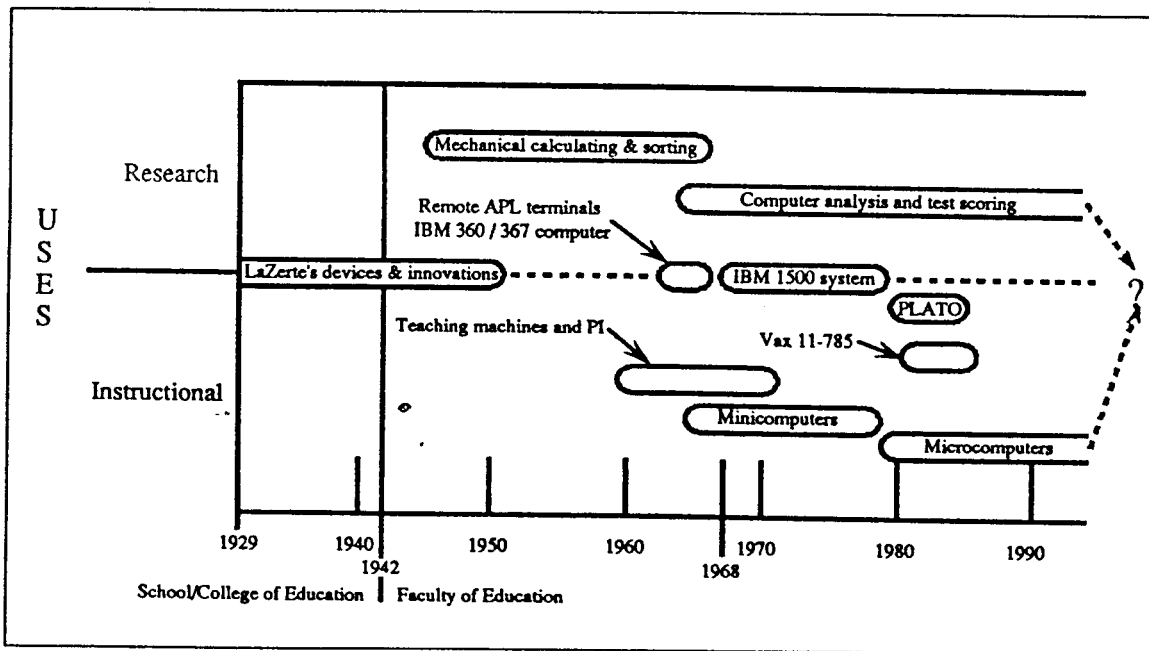 USES
Research
Instructional
Mechanical calculating & sorting
Computer analysis and test scoring
Remote APL terminals
IBM 360 / 367 computer
LaZerte's devices & innovations
IBM 1500 system
?
PLATO
Teaching machines and PI
Vax 11-785
Minicomputers
Microcomputers
1929
1940
1950
1960
1970
1980
1990
1942
1968
School/College of Education
Faculty of Education